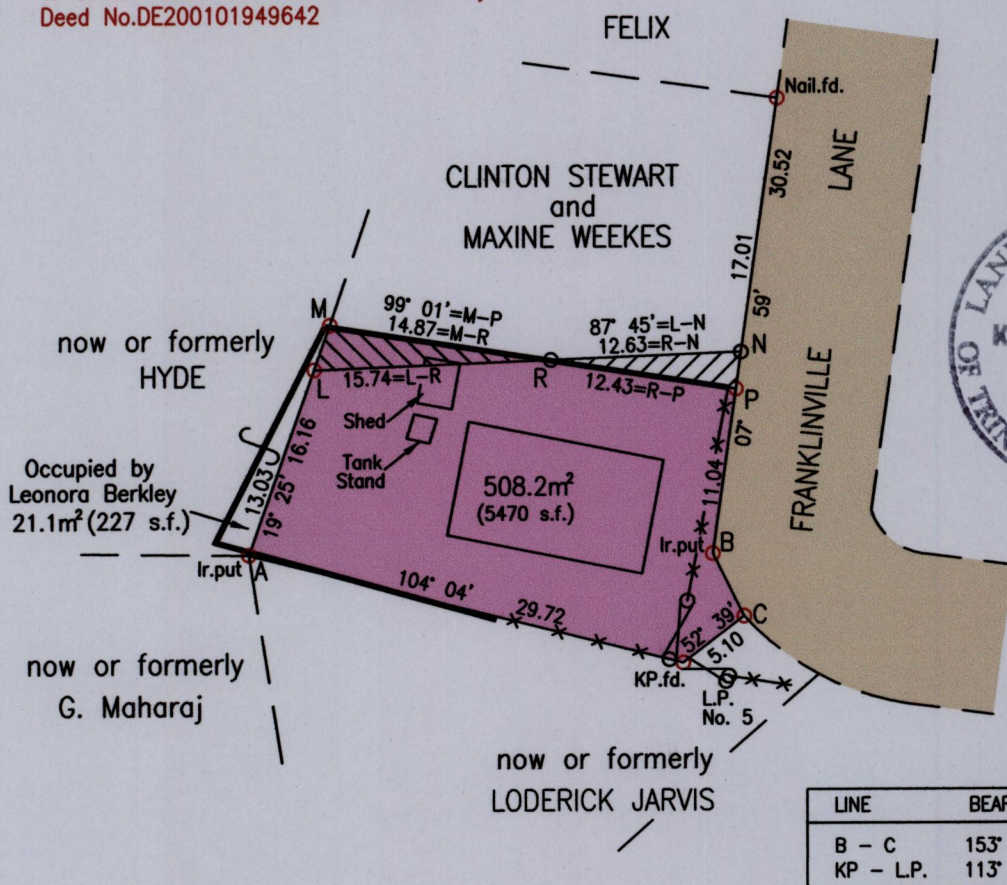 Deed No.DE200101949642
FELIX
Nail.fd.
LANE
30.52
CLINTON STEWART
and
MAXINE WEEKES
17.01
59'
M
99° 01'=M-P
14.87=M-R
87° 45'=L-N
12.63=R-N
N
now or formerly
HYDE
L
15.74=L-R
R
12.43=R-P
P
07°
Shed
Tank
Stand
508.2m²
(5470 s.f.)
11.04
FRANKLINVILLE
Occupied by
Leonora Berkley
21.1m² (227 s.f.)
13.03
19° 25' 16.16
Ir.put
B
Ir.put
A
104° 04'
29.72
52° 39'
5.10
C
KP.fd.
L.P.
No. 5
now or formerly
G. Maharaj
now or formerly
LODERICK JARVIS
OF TRIN
LAN
LINE BEAR
B - C 153°
KP - L.P. 113°